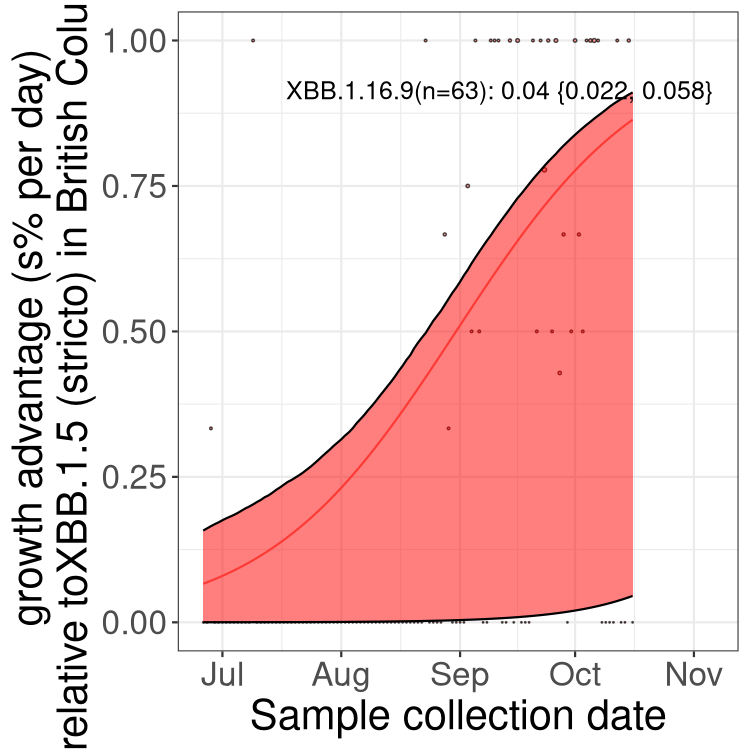 growth advantage (s% per day)
relative toXBB.1.5 (stricto) in British Colu
1.00
0.75
0.50
0.25
0.00
XBB.1.16.9(n=63): 0.04 {0.022, 0.058}
Jul Aug Sep Oct Nov
Sample collection date